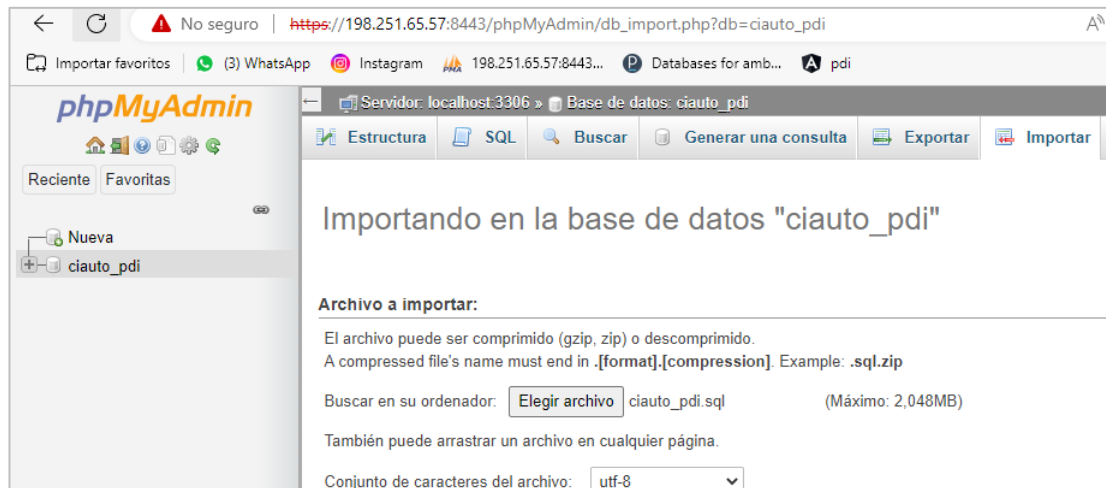 No seguro https://198.251.65.57:8443/phpMyAdmin/db_import.php?db=ciauto_pdi A
Importar favoritos (3) WhatsApp Instagram 198.251.65.57:8443... Databases for amb... pdi
phpMyAdmin
Servidor: localhost:3306 » Base de datos: ciauto_pdi
Estructura SQL Buscar Generar una consulta Exportar Importar
Reciente Favoritas
Nueva
ciauto_pdi
Importando en la base de datos "ciauto_pdi"
Archivo a importar:
El archivo puede ser comprimido (gzip, zip) o descomprimido.
A compressed file's name must end in .[format].[compression]. Example: .sql.zip
Buscar en su ordenador: Elegir archivo ciauto_pdi.sql (Máximo: 2,048MB)
También puede arrastrar un archivo en cualquier página.
Conjunto de caracteres del archivo: utf-8